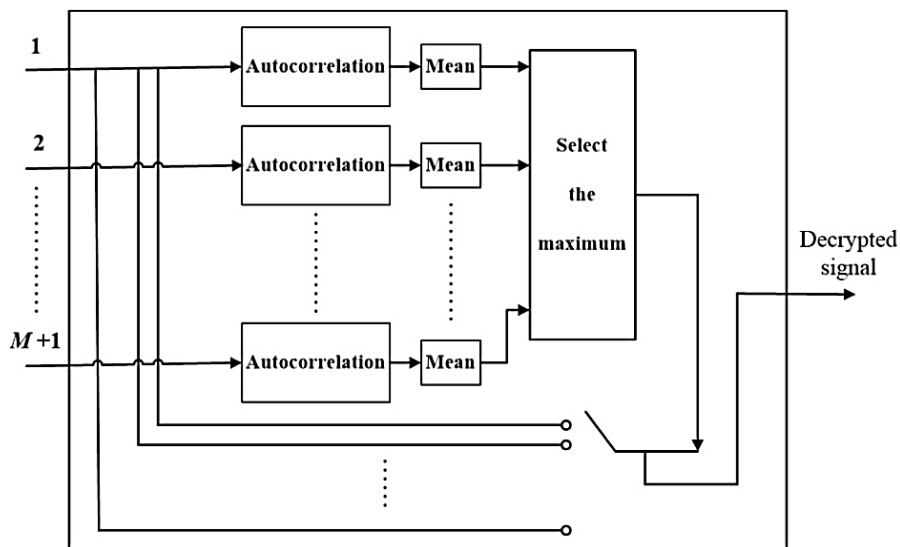 1
Autocorrelation
Mean
2
Autocorrelation
Mean
Select
the
maximum
Decrypted
signal
M+1
Autocorrelation
Mean